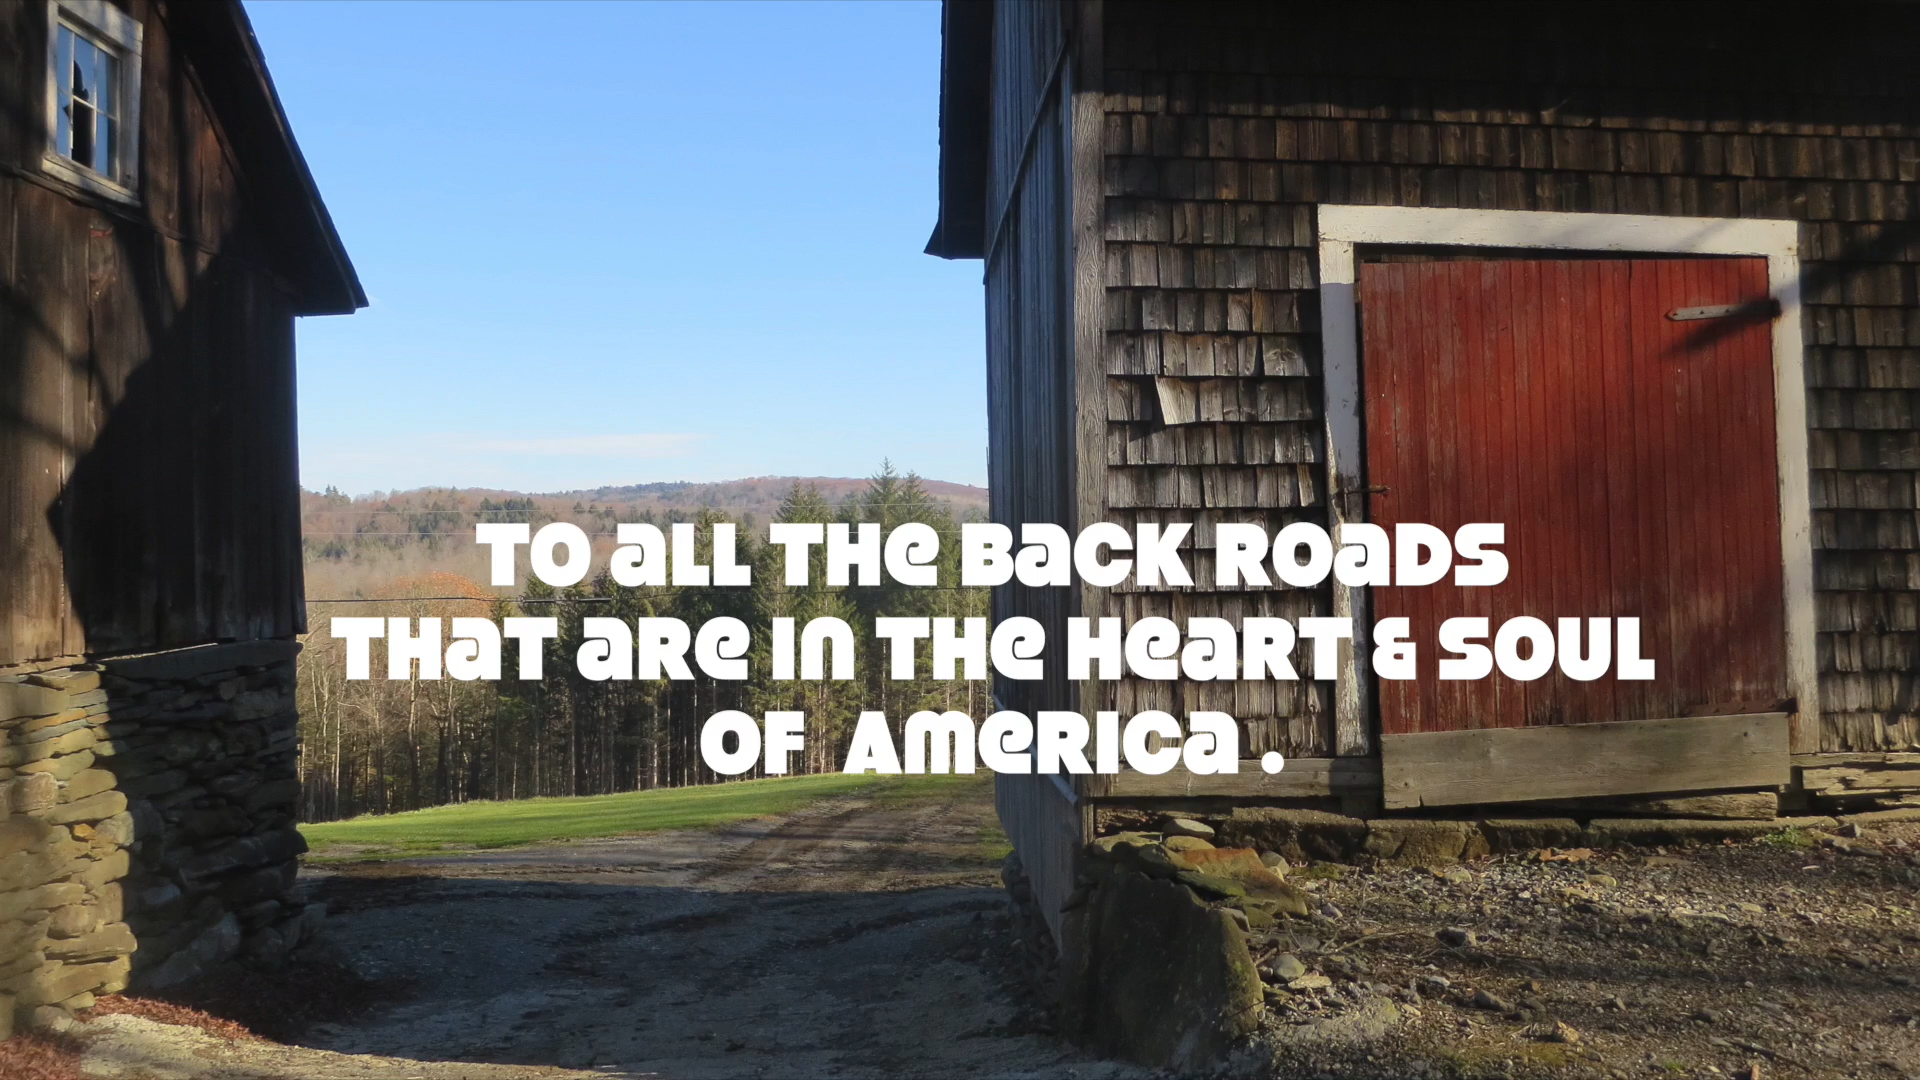 TO ALL THE BACK ROADS
THAT ARE IN THE HEART & SOUL
OF AMERICA .